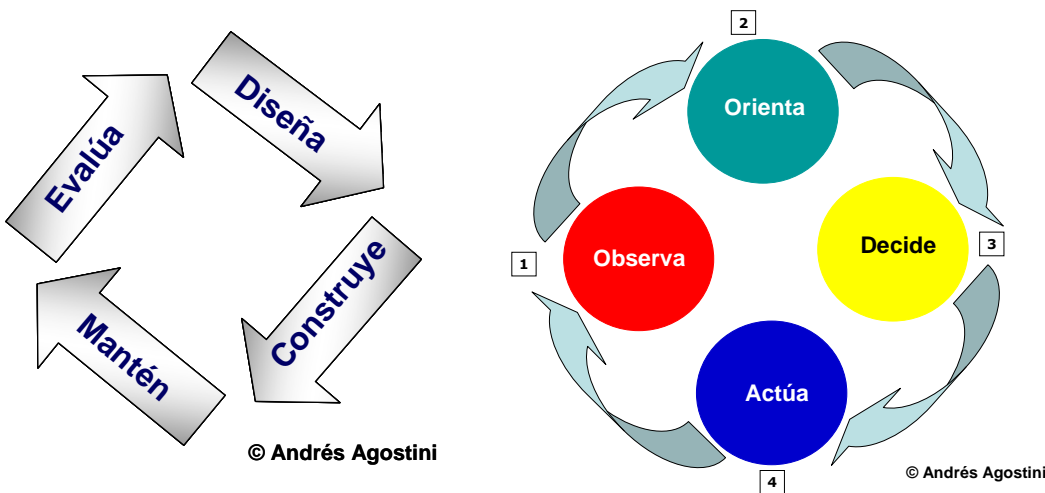 Evalúa
Diseña
Construye
Mantén
© Andrés Agostini
2
Orienta
1
Observa
Decide
3
Actúa
4
© Andrés Agostini